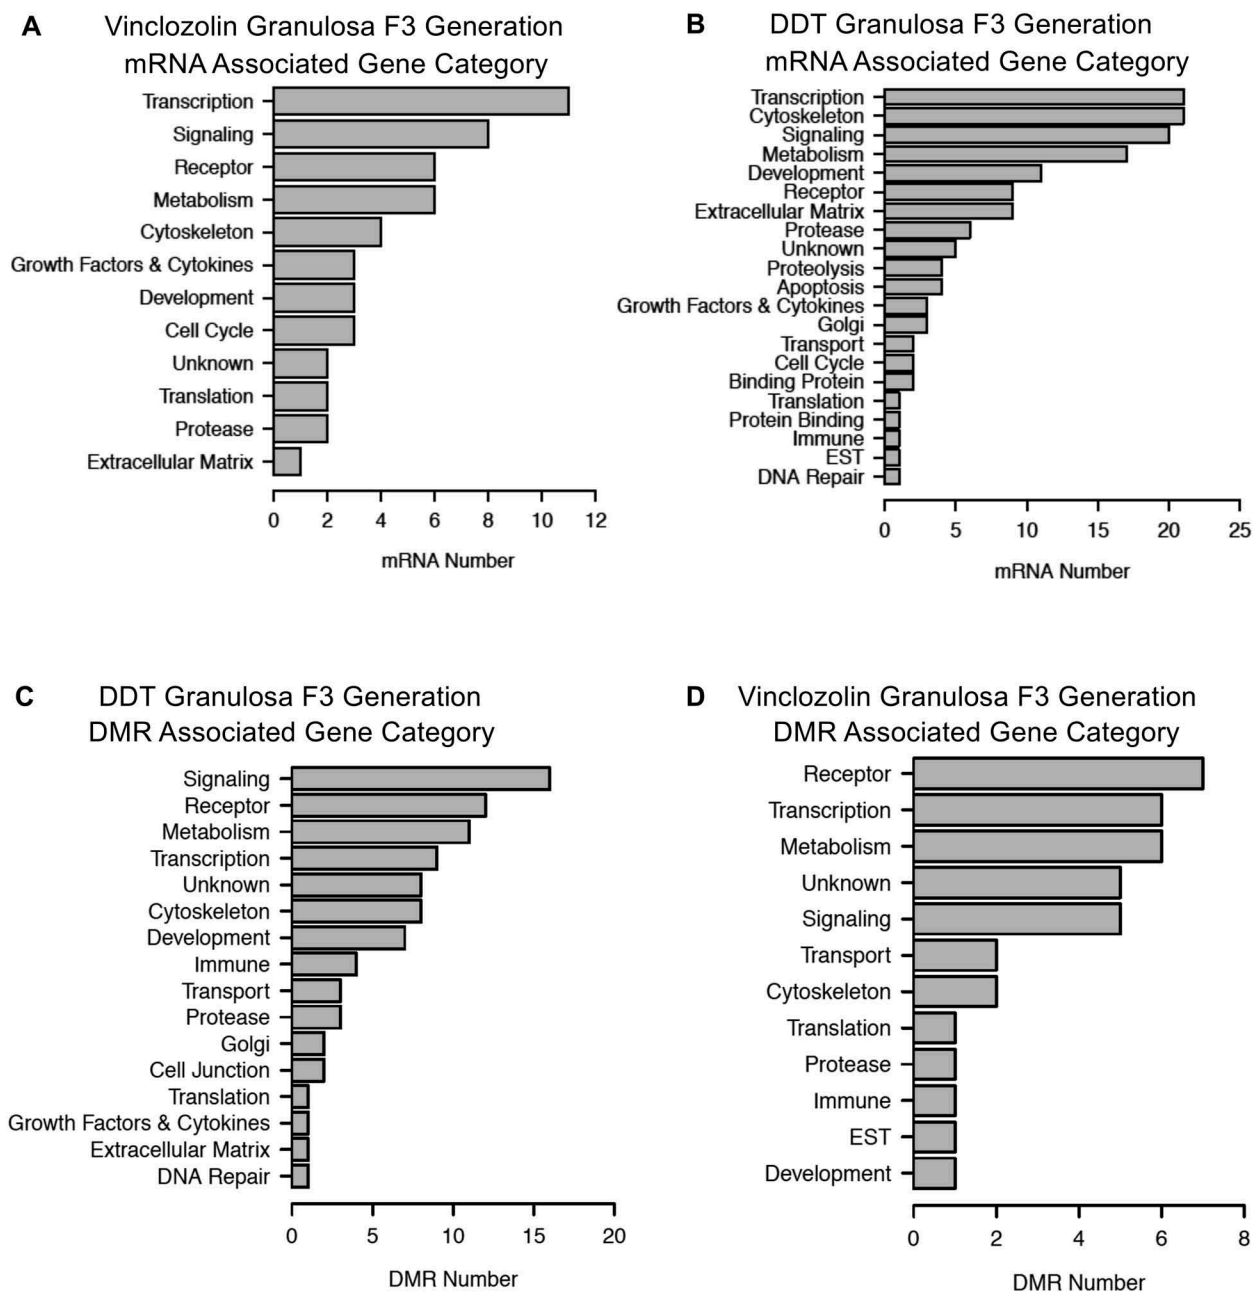 A
Vinclozolin Granulosa F3 Generation
mRNA Associated Gene Category
Transcription
Signaling
Receptor
Metabolism
Cytoskeleton
Growth Factors & Cytokines
Development
Cell Cycle
Unknown
Translation
Protease
Extracellular Matrix
0 2 4 6 8 10 12
mRNA Number
B
DDT Granulosa F3 Generation
mRNA Associated Gene Category
Transcription
Cytoskeleton
Signaling
Metabolism
Development
Receptor
Extracellular Matrix
Protease
Unknown
Proteolysis
Apoptosis
Growth Factors & Cytokines
Golgi
Transport
Cell Cycle
Binding Protein
Translation
Protein Binding
Immune
EST
DNA Repair
0 5 10 15 20 25
mRNA Number
C
DDT Granulosa F3 Generation
DMR Associated Gene Category
Signaling
Receptor
Metabolism
Transcription
Unknown
Cytoskeleton
Development
Immune
Transport
Protease
Golgi
Cell Junction
Translation
Growth Factors & Cytokines
Extracellular Matrix
DNA Repair
0 5 10 15 20
DMR Number
D
Vinclozolin Granulosa F3 Generation
DMR Associated Gene Category
Receptor
Transcription
Metabolism
Unknown
Signaling
Transport
Cytoskeleton
Translation
Protease
Immune
EST
Development
0 2 4 6 8
DMR Number